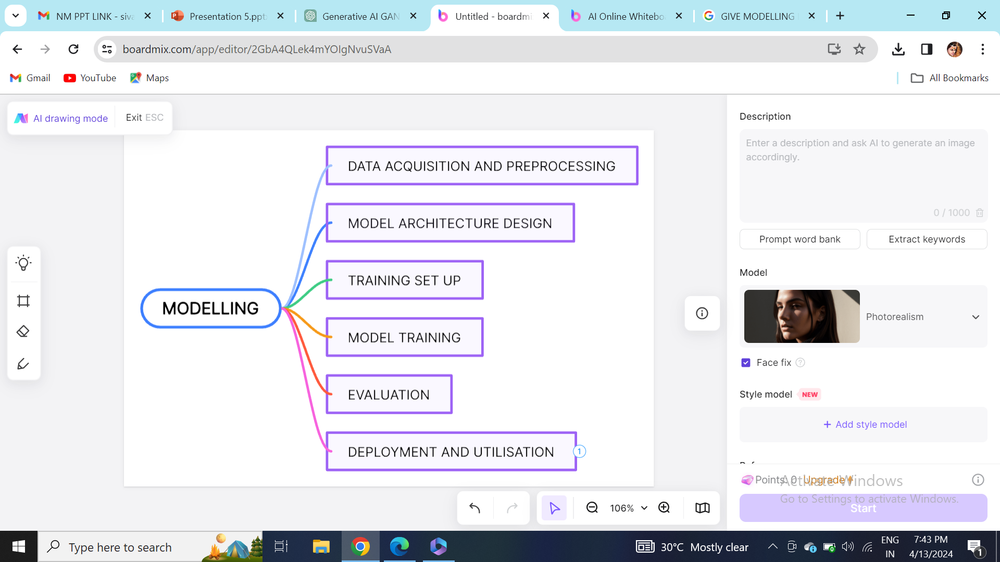 NM PPT LINK - siva
Presentation 5.ppt
Generative AI GAN
Untitled - boardmi
AI Online Whitebo
GIVE MODELLING
boardmix.com/app/editor/2GbA4QLek4mYOIgNvuSVaA
Gmail
YouTube
Maps
All Bookmarks
AI drawing mode
Exit ESC
MODELLING
DATA ACQUISITION AND PREPROCESSING
MODEL ARCHITECTURE DESIGN
TRAINING SET UP
MODEL TRAINING
EVALUATION
DEPLOYMENT AND UTILISATION
1
106%
Description
Enter a description and ask AI to generate an image
accordingly.
0 / 1000
Prompt word bank
Extract keywords
Model
Photorealism
Face fix
Style model NEW
+ Add style model
Points: 0 Upgrade
Activate Windows
Go to Settings to activate Windows.
Start
Type here to search
30°C Mostly clear
ENG
IN
7:43 PM
4/13/2024
1